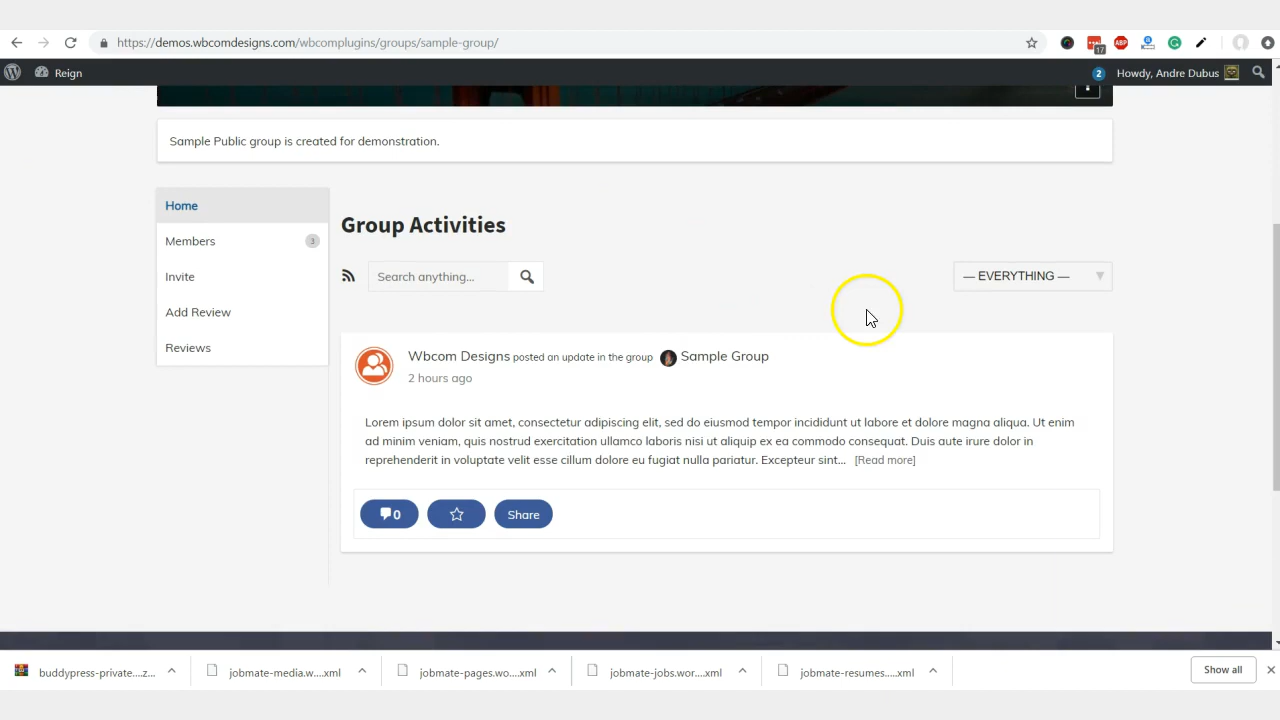 https://demos.wbcomdesigns.com/wbcomplugins/groups/sample-group/
17
ABP
Reign
2
Howdy, Andre Dubus
Sample Public group is created for demonstration.
Home
Members 3
Invite
Add Review
Reviews
Group Activities
Search anything...
— EVERYTHING —
Wbcom Designs posted an update in the group Sample Group
2 hours ago
Lorem ipsum dolor sit amet, consectetur adipiscing elit, sed do eiusmod tempor incididunt ut labore et dolore magna aliqua. Ut enim
ad minim veniam, quis nostrud exercitation ullamco laboris nisi ut aliquip ex ea commodo consequat. Duis aute irure dolor in
reprehenderit in voluptate velit esse cillum dolore eu fugiat nulla pariatur. Excepteur sint... [Read more]
0 Share
buddypress-private....z... jobmate-media.w....xml jobmate-pages.wo....xml jobmate-jobs.wor....xml jobmate-resumes.....xml Show all